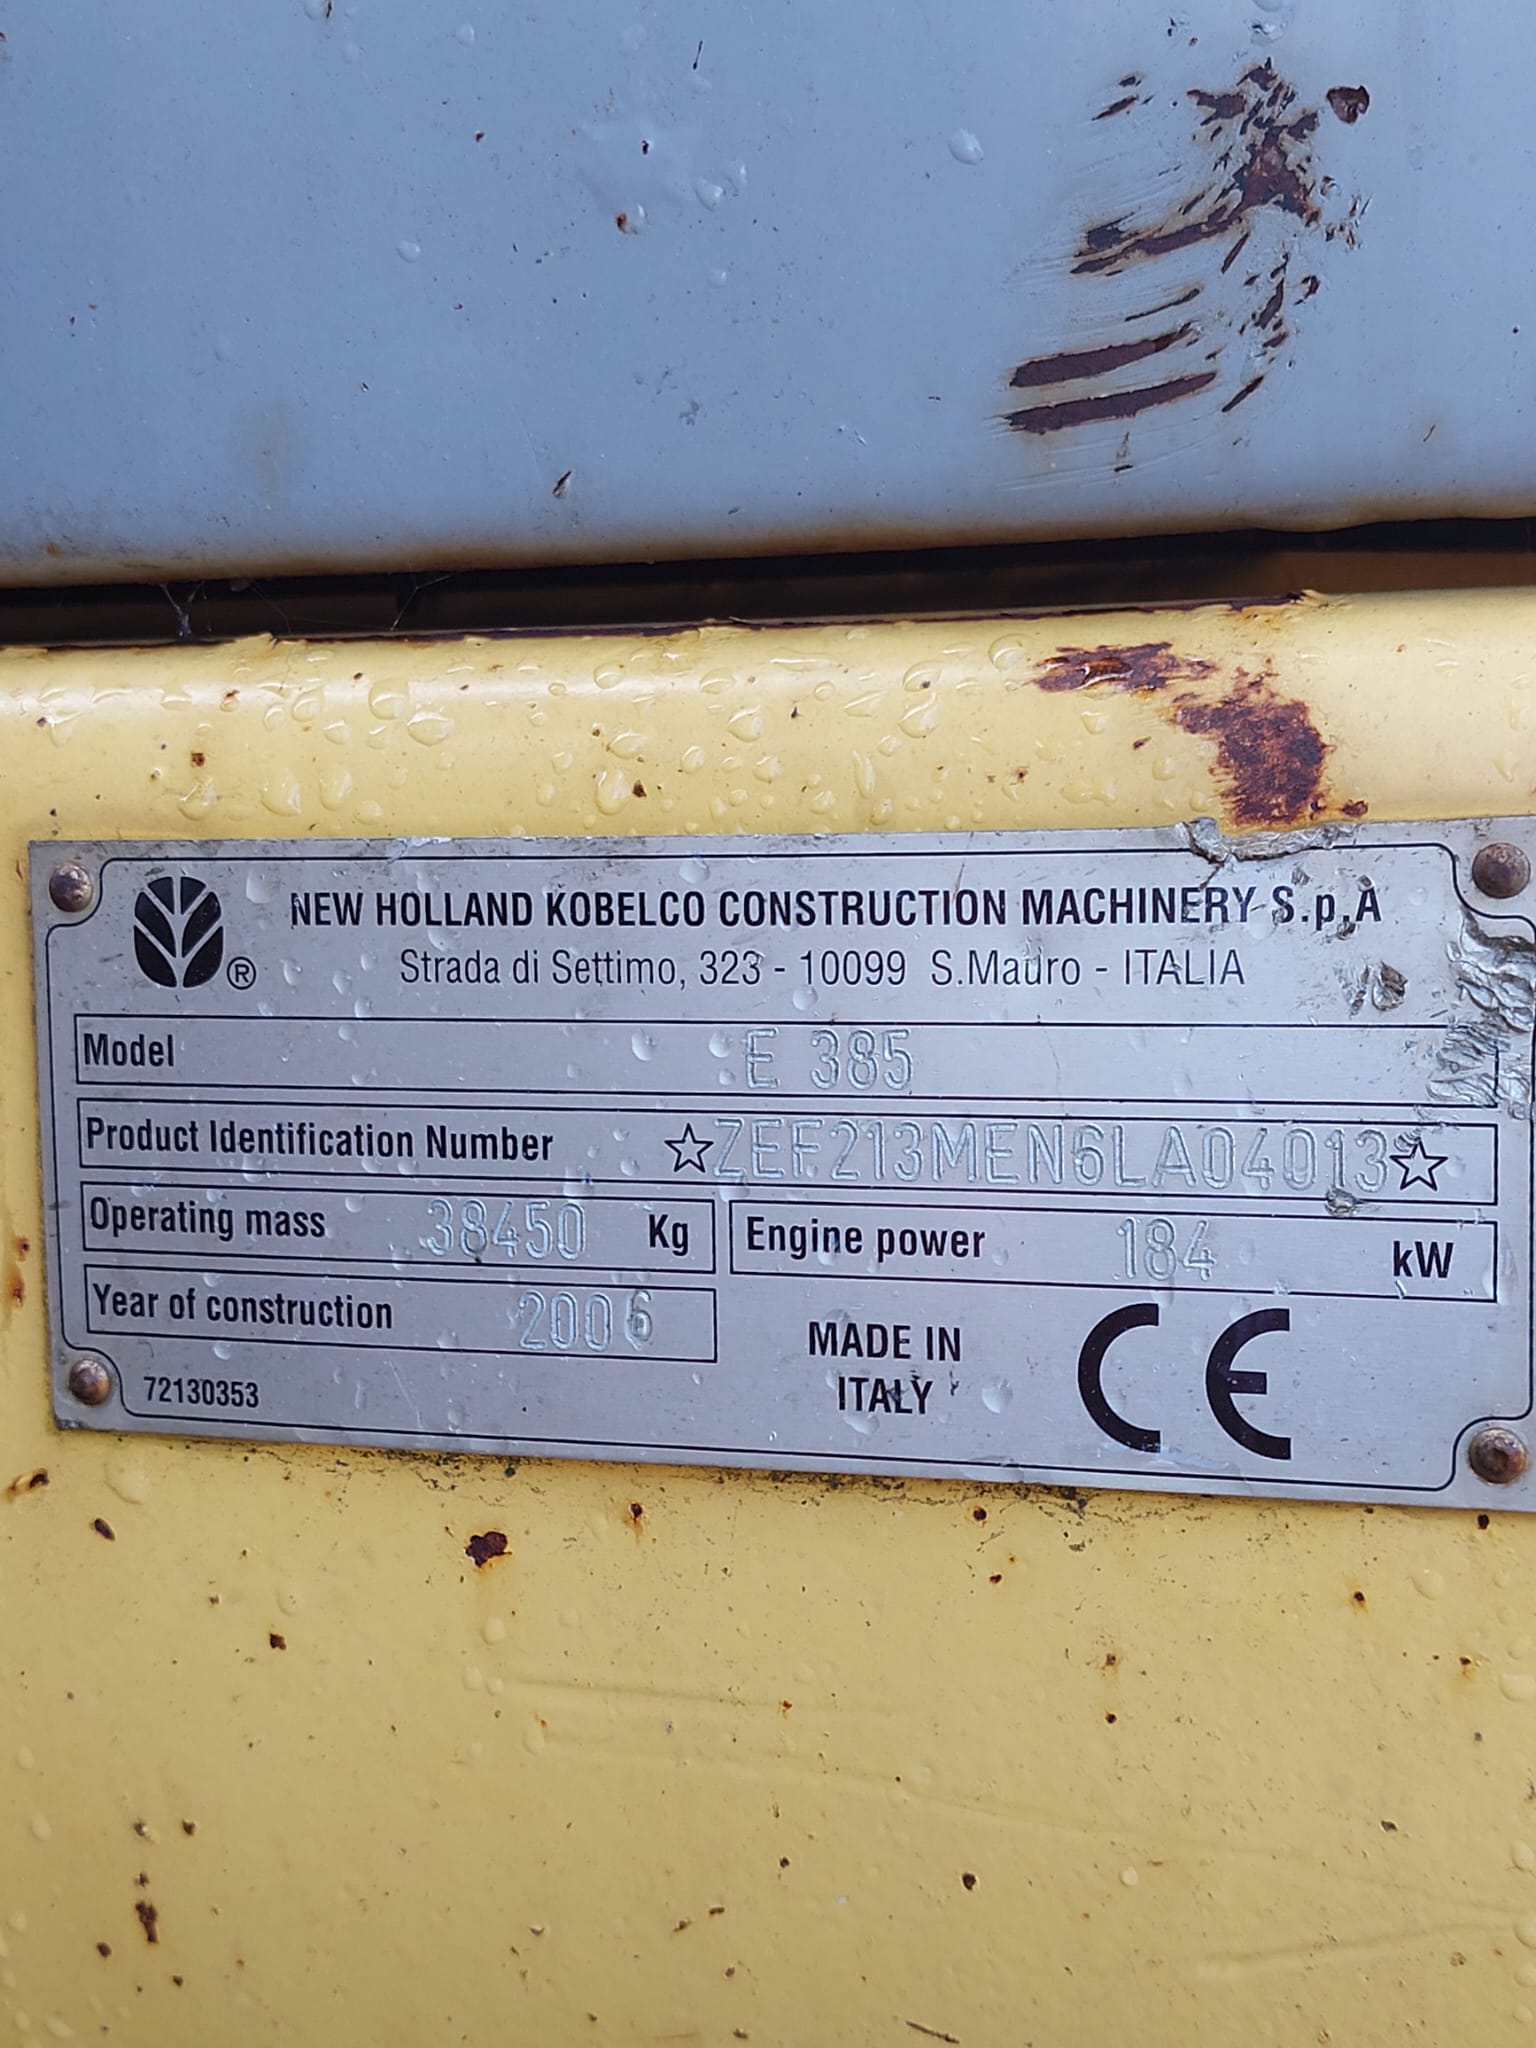 NEW HOLLAND KOBELCO CONSTRUCTION MACHINERY S.p.A
Strada di Settimo, 323 - 10099 S.Mauro - ITALIA
®
Model E 385
Product Identification Number ☆ZEF213MEN6LA04013☆
Operating mass 38450 Kg Engine power 184 kW
Year of construction 2006
MADE IN
ITALY
CE
72130353